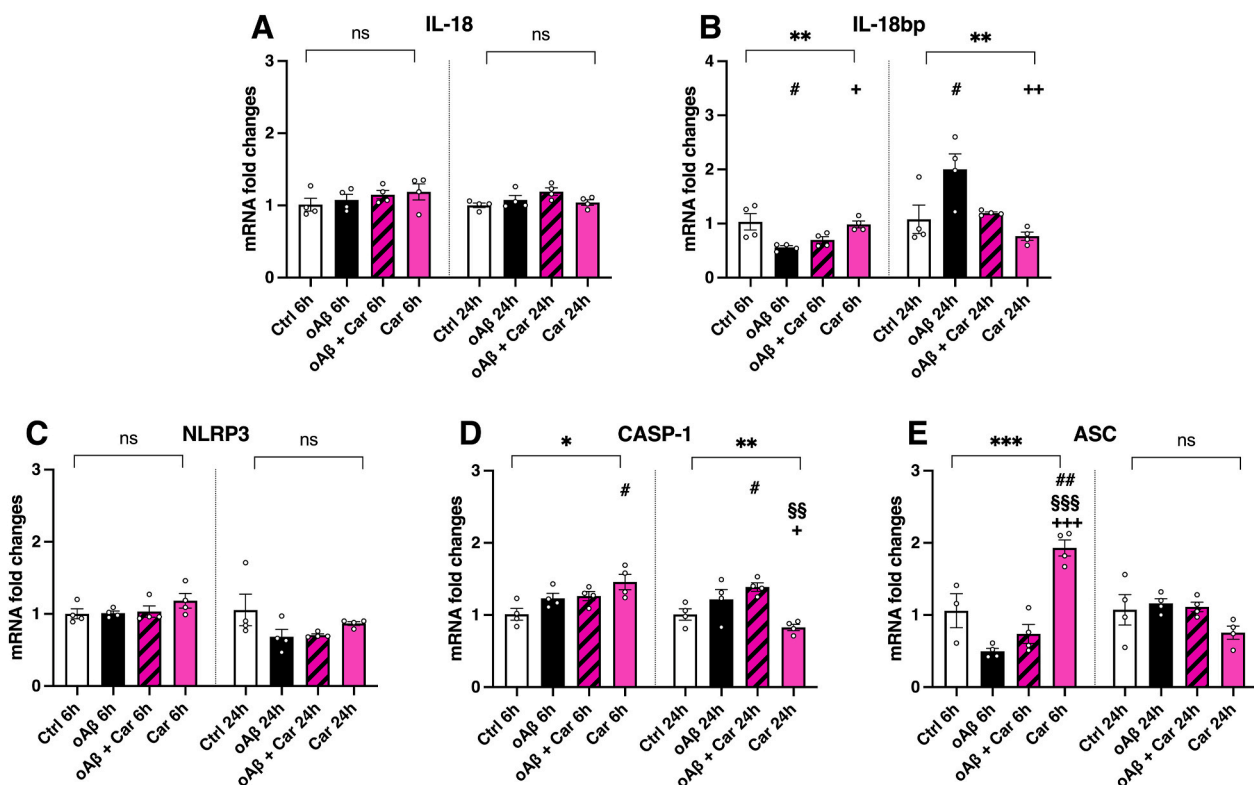 A IL-18
ns ns
mRNA fold changes
3
2
1
0
Ctrl 6h
oAβ 6h
oAβ + Car 6h
Car 6h
Ctrl 24h
oAβ 24h
oAβ + Car 24h
Car 24h
B IL-18bp
** **
# + # ++
mRNA fold changes
4
3
2
1
0
Ctrl 6h
oAβ 6h
oAβ + Car 6h
Car 6h
Ctrl 24h
oAβ 24h
oAβ + Car 24h
Car 24h
C NLRP3
ns ns
mRNA fold changes
3
2
1
0
Ctrl 6h
oAβ 6h
oAβ + Car 6h
Car 6h
Ctrl 24h
oAβ 24h
oAβ + Car 24h
Car 24h
D CASP-1
* **
# #
§§
+
mRNA fold changes
3
2
1
0
Ctrl 6h
oAβ 6h
oAβ + Car 6h
Car 6h
Ctrl 24h
oAβ 24h
oAβ + Car 24h
Car 24h
E ASC
*** ns
##
§§§
+++
mRNA fold changes
3
2
1
0
Ctrl 6h
oAβ 6h
oAβ + Car 6h
Car 6h
Ctrl 24h
oAβ 24h
oAβ + Car 24h
Car 24h